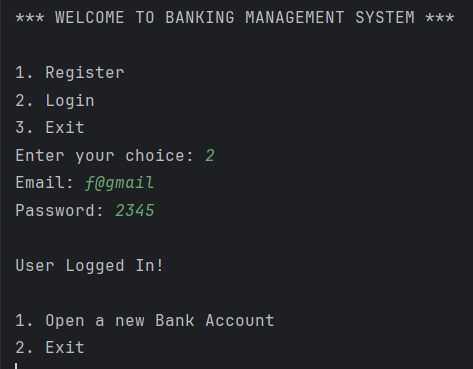 *** WELCOME TO BANKING MANAGEMENT SYSTEM ***
1. Register
2. Login
3. Exit
Enter your choice: 2
Email: f@gmail
Password: 2345
User Logged In!
1. Open a new Bank Account
2. Exit